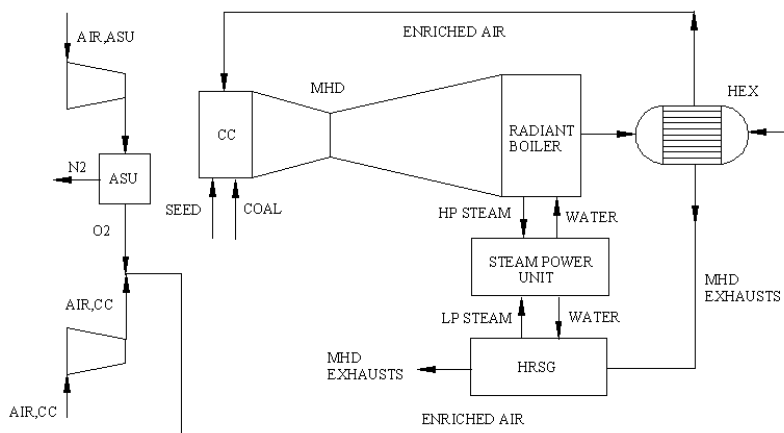 AIR,ASU
ENRICHED AIR
MHD
HEX
CC
RADIANT
BOILER
N2
ASU
SEED
COAL
HP STEAM
WATER
O2
STEAM POWER
UNIT
AIR,CC
MHD
EXHAUSTS
LP STEAM
WATER
MHD
EXHAUSTS
HRSG
AIR,CC
ENRICHED AIR